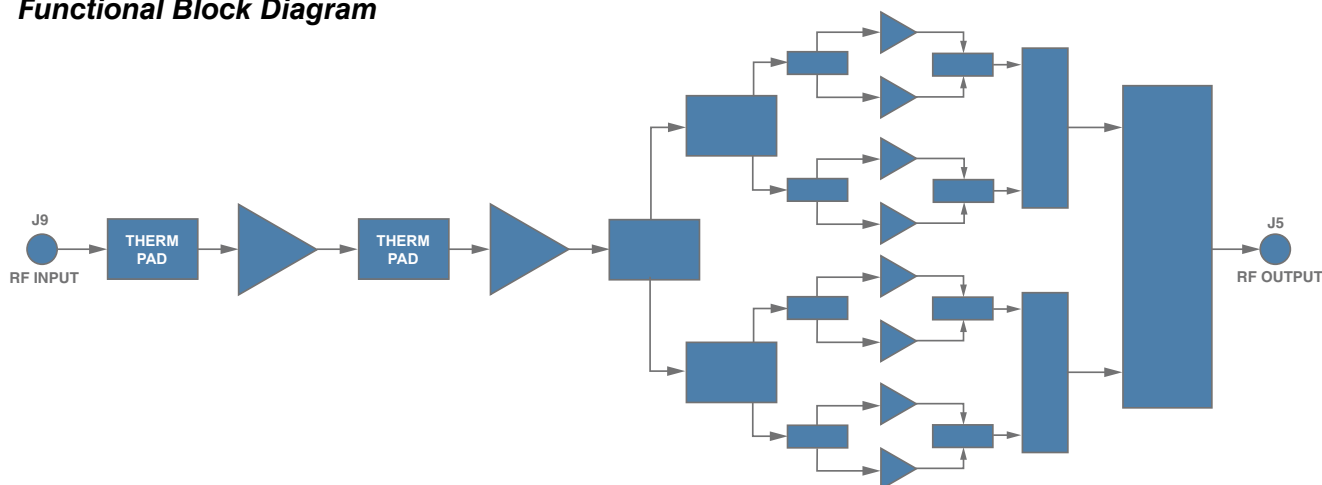 Functional Block Diagram
J9
RF INPUT
THERM
PAD
THERM
PAD
J5
RF OUTPUT